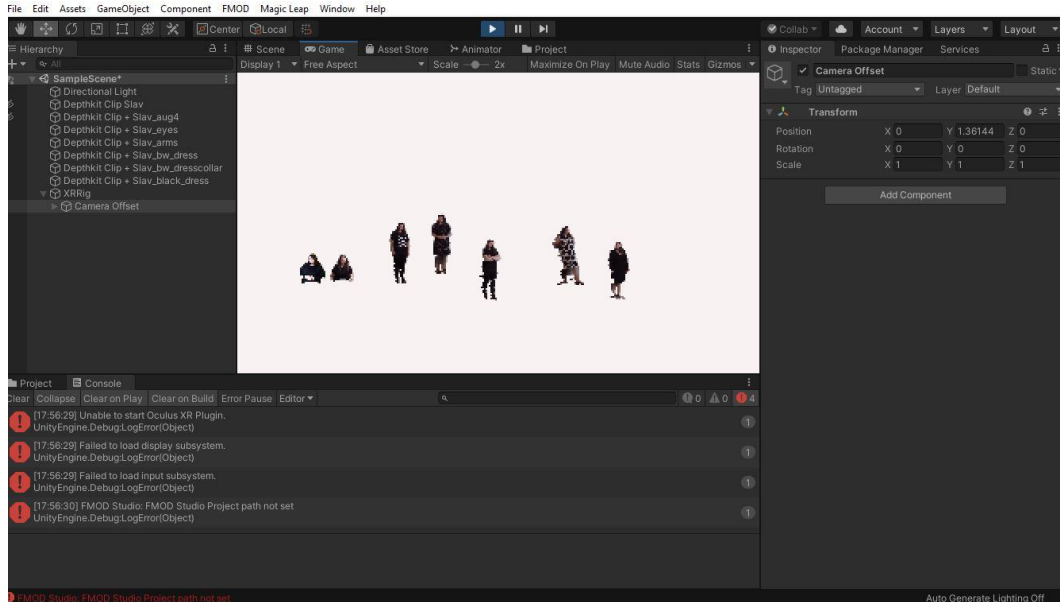 File Edit Assets GameObject Component FMOD Magic Leap Window Help
Center Local Collab Account Layers Layout
Hierarchy
All
SampleScene*
Directional Light
Depthkit Clip Slav
Depthkit Clip + Slav_aug4
Depthkit Clip + Slav_eyes
Depthkit Clip + Slav_arms
Depthkit Clip + Slav_bw_dress
Depthkit Clip + Slav_bw_dresscollar
Depthkit Clip + Slav_black_dress
XRRig
Camera Offset
Scene Game Asset Store Animator Project
Display 1 Free Aspect Scale 2x Maximize On Play Mute Audio Stats Gizmos
Inspector Package Manager Services
Camera Offset Static
Tag Untagged Layer Default
Transform
Position X 0 Y 1.36144 Z 0
Rotation X 0 Y 0 Z 0
Scale X 1 Y 1 Z 1
Add Component
Project Console
Clear Collapse Clear on Play Clear on Build Error Pause Editor 0 0 4
[17:56:29] Unable to start Oculus XR Plugin.
UnityEngine.Debug:LogError(Object)
1
[17:56:29] Failed to load display subsystem.
UnityEngine.Debug:LogError(Object)
1
[17:56:29] Failed to load input subsystem.
UnityEngine.Debug:LogError(Object)
1
[17:56:30] FMOD Studio: FMOD Studio Project path not set
UnityEngine.Debug:LogError(Object)
1
FMOD Studio: FMOD Studio Project path not set
Auto Generate Lighting Off